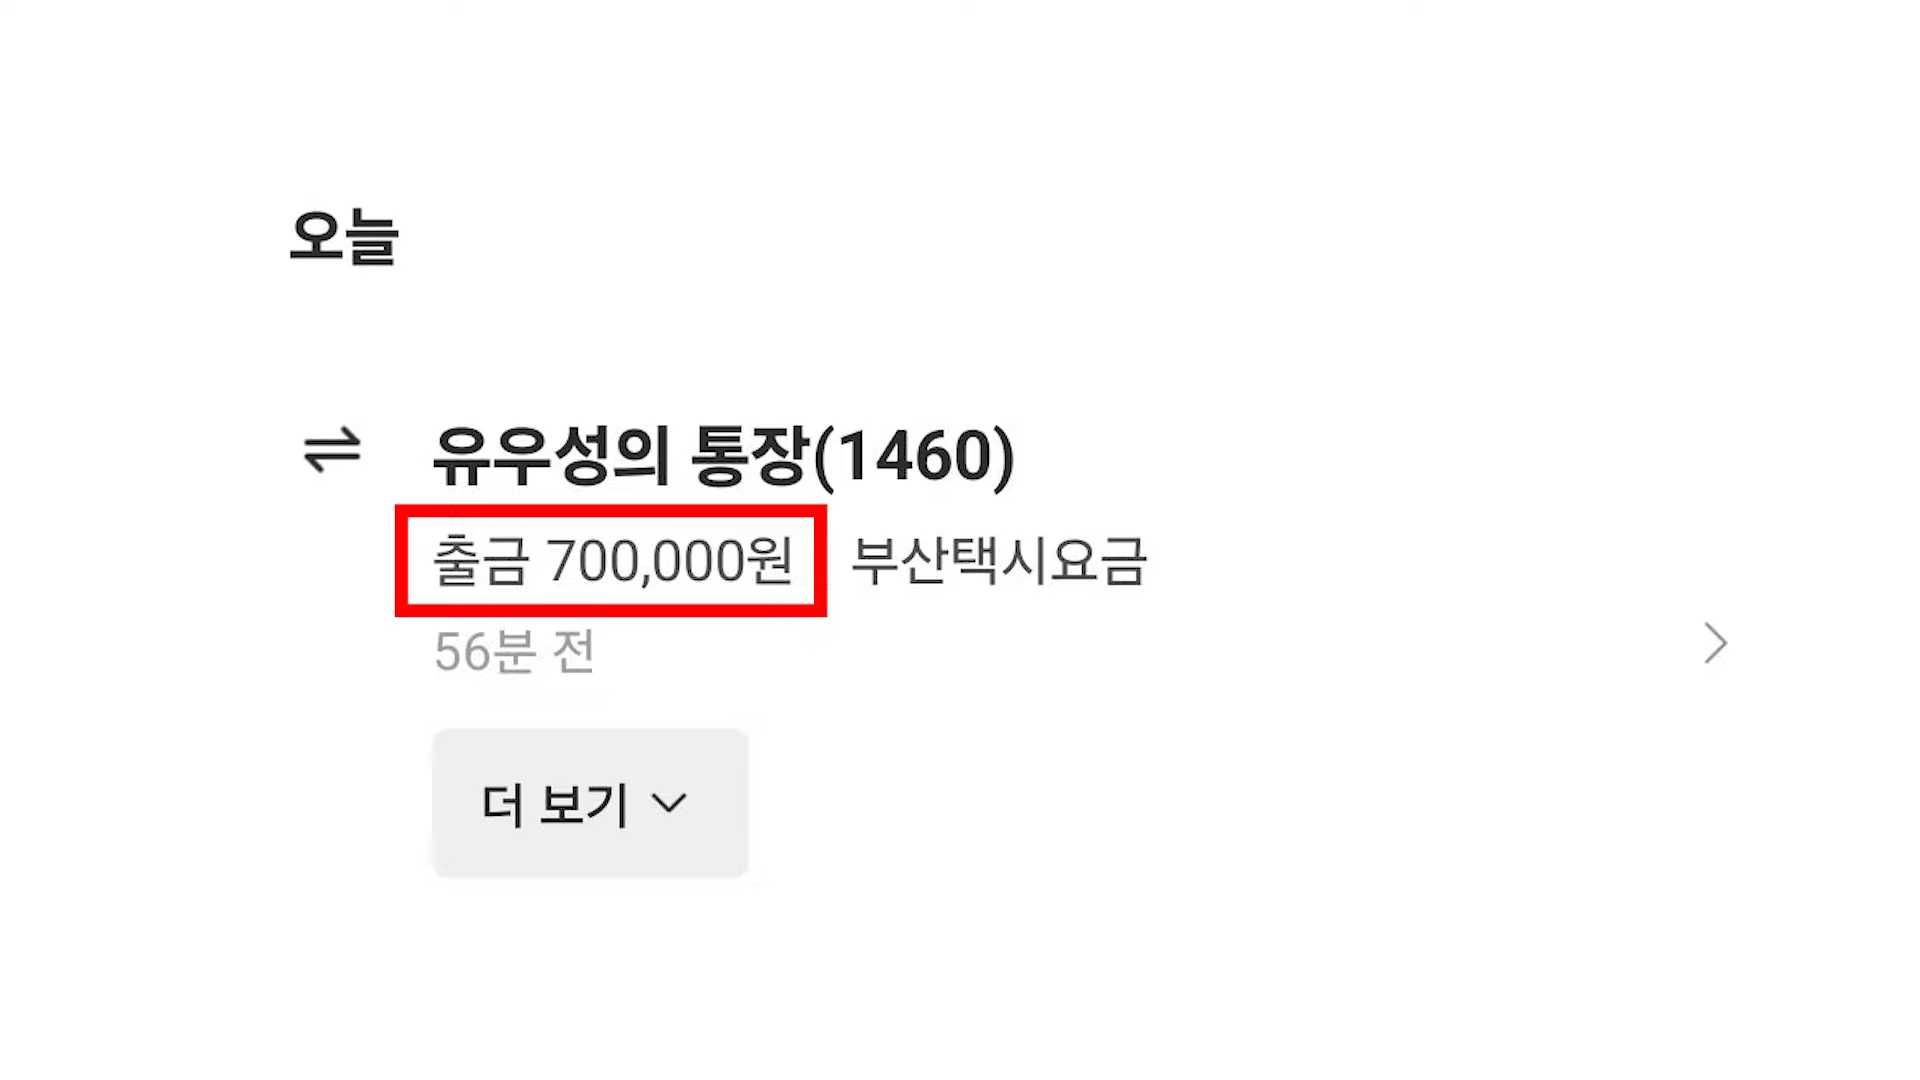 오늘
유우성의 통장(1460)
출금 700,000원 부산택시요금
56분 전
더 보기